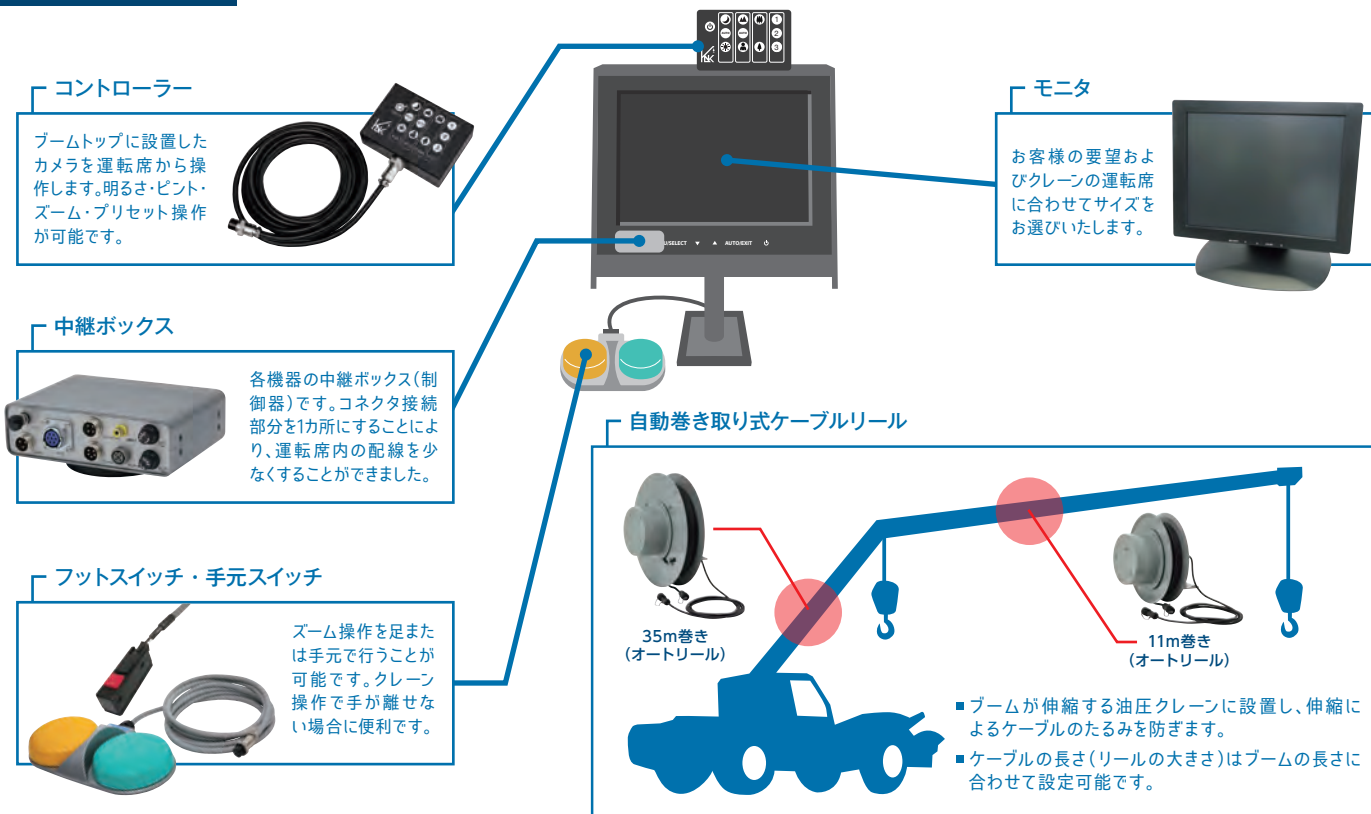 コントローラー
ブームトップに設置した
カメラを運転席から操
作します。明るさ・ピント・
ズーム・プリセット操作
が可能です。
AUTO
AUTO
1
2
3
KLK
/SELECT ▼ ▲ AUTO/EXIT
モニタ
お客様の要望およ
びクレーンの運転席
に合わせてサイズを
お選びいたします。
中継ボックス
各機器の中継ボックス(制
御器)です。コネクタ接続
部分を1カ所にすることによ
り、運転席内の配線を少
なくすることができました。
フットスイッチ・手元スイッチ
ズーム操作を足また
は手元で行うことが
可能です。クレーン
操作で手が離せな
い場合に便利です。
自動巻き取り式ケーブルリール
35m巻き
(オートリール)
11m巻き
(オートリール)
■ブームが伸縮する油圧クレーンに設置し、伸縮に
よるケーブルのたるみを防ぎます。
■ケーブルの長さ(リールの大きさ)はブームの長さに
合わせて設定可能です。